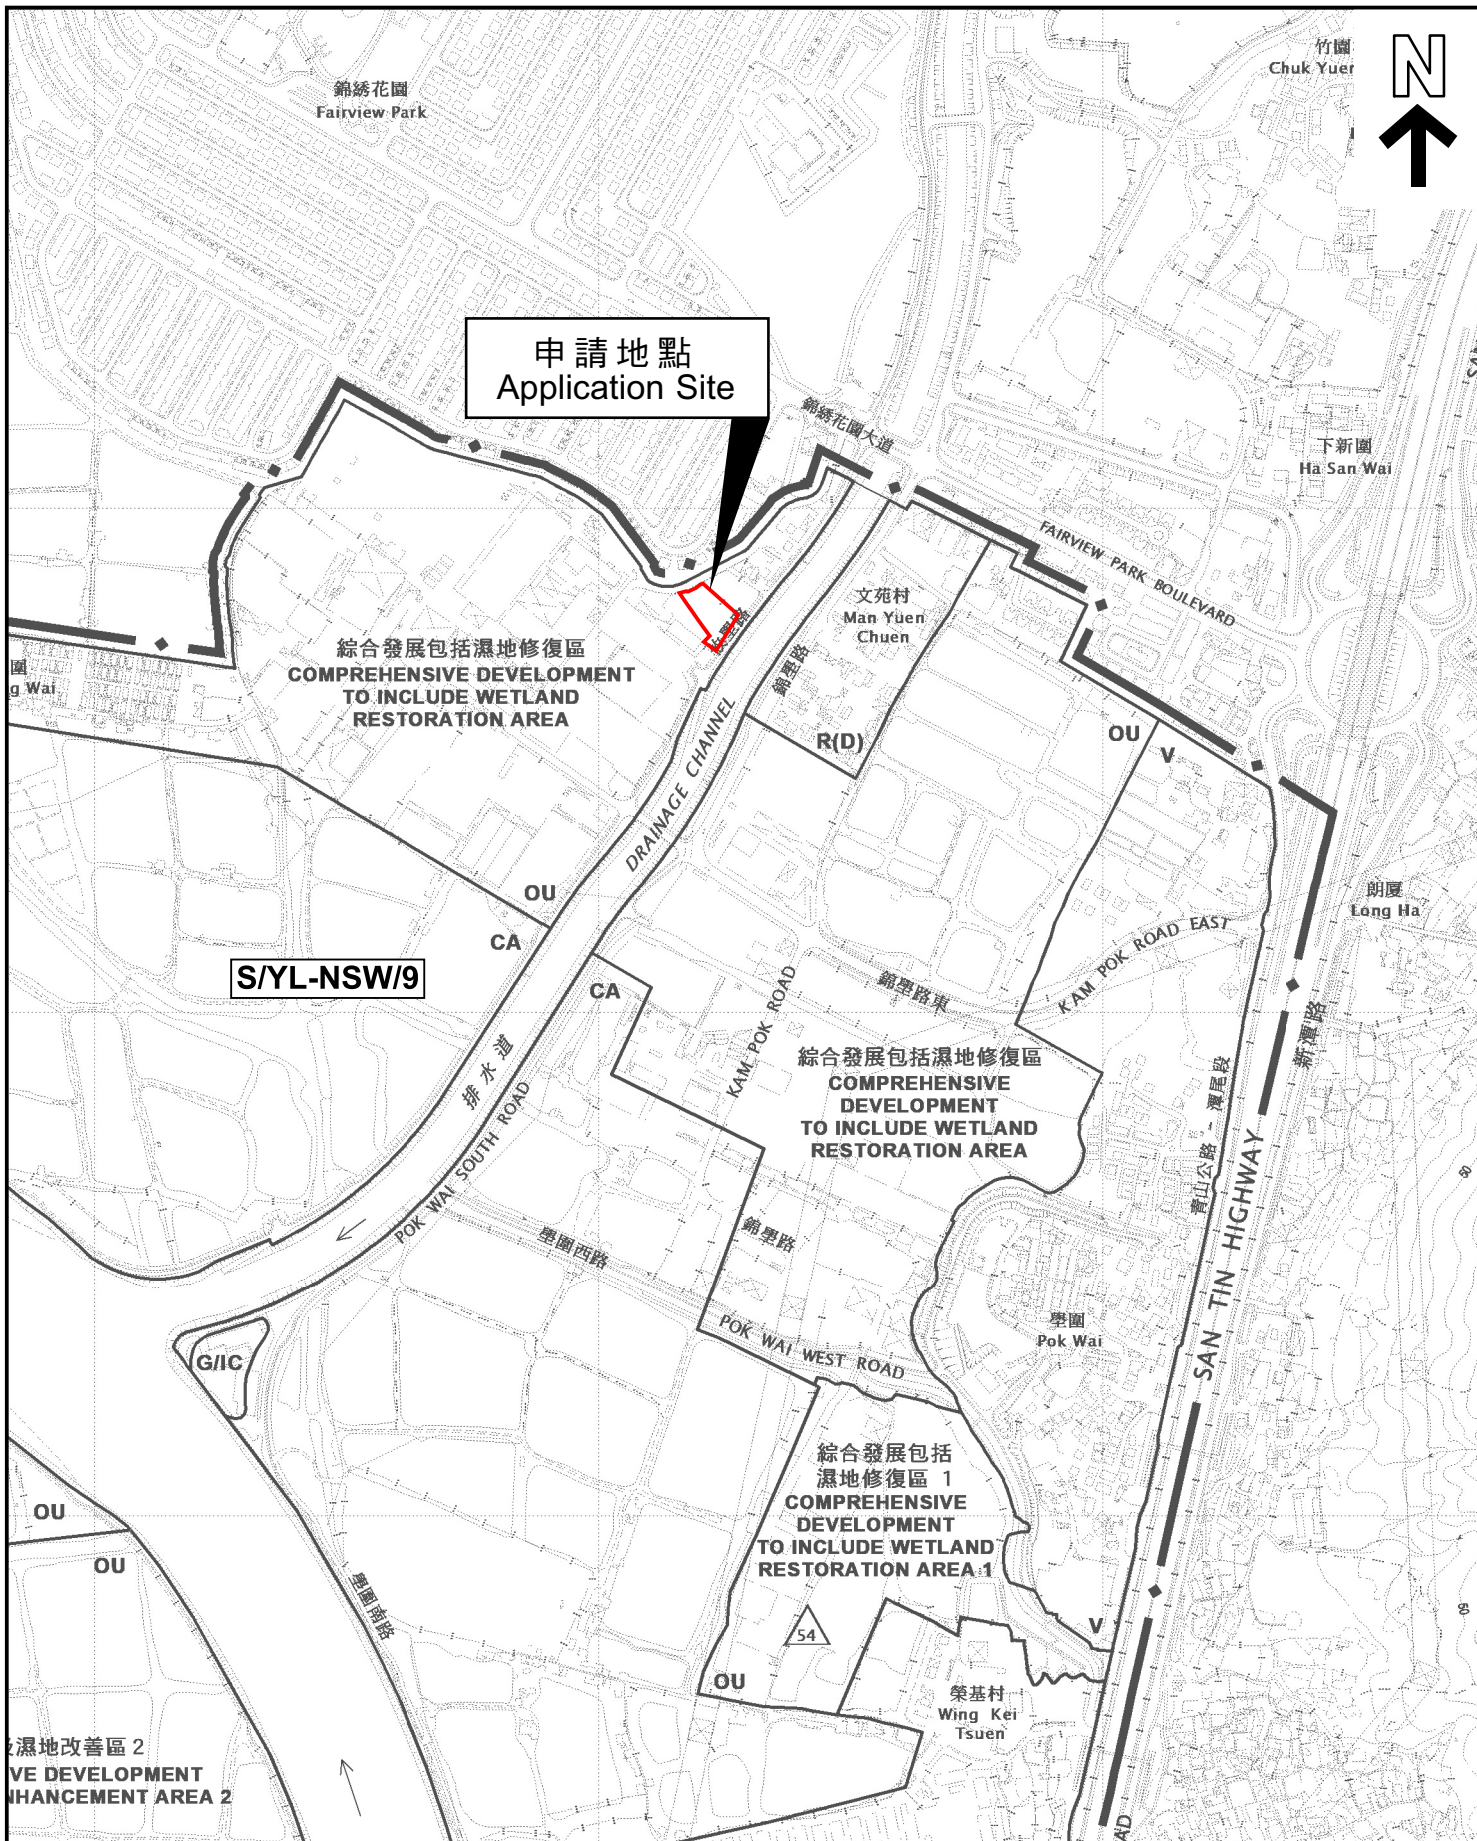 竹園
Chuk Yuen
N
錦綉花園
Fairview Park
申請地點
Application Site
錦綉花園大道
下新圍
Ha San Wai
FAIRVIEW PARK BOULEVARD
文苑村
Man Yuen
Chuen
錦壆路
圍
g Wai
綜合發展包括濕地修復區
COMPREHENSIVE DEVELOPMENT
TO INCLUDE WETLAND
RESTORATION AREA
R(D)
OU
V
DRAINAGE CHANNEL
朗厦
Long Ha
OU
CA
KAM POK ROAD EAST
S/YL-NSW/9
CA
錦壆路東
KAM POK ROAD
新潭路
排水道
綜合發展包括濕地修復區
COMPREHENSIVE
DEVELOPMENT
TO INCLUDE WETLAND
RESTORATION AREA
青山公路 - 潭尾段
POK WAI SOUTH ROAD
SAN TIN HIGHWAY
50
壆圍西路
錦壆路
壆圍
Pok Wai
POK WAI WEST ROAD
G/IC
綜合發展包括
濕地修復區 1
COMPREHENSIVE
DEVELOPMENT
TO INCLUDE WETLAND
RESTORATION AREA 1
OU
OU
壆圍南路
54
V
50
OU
榮基村
Wing Kei
Tsuen
濕地改善區 2
VE DEVELOPMENT
NHANCEMENT AREA 2
AD